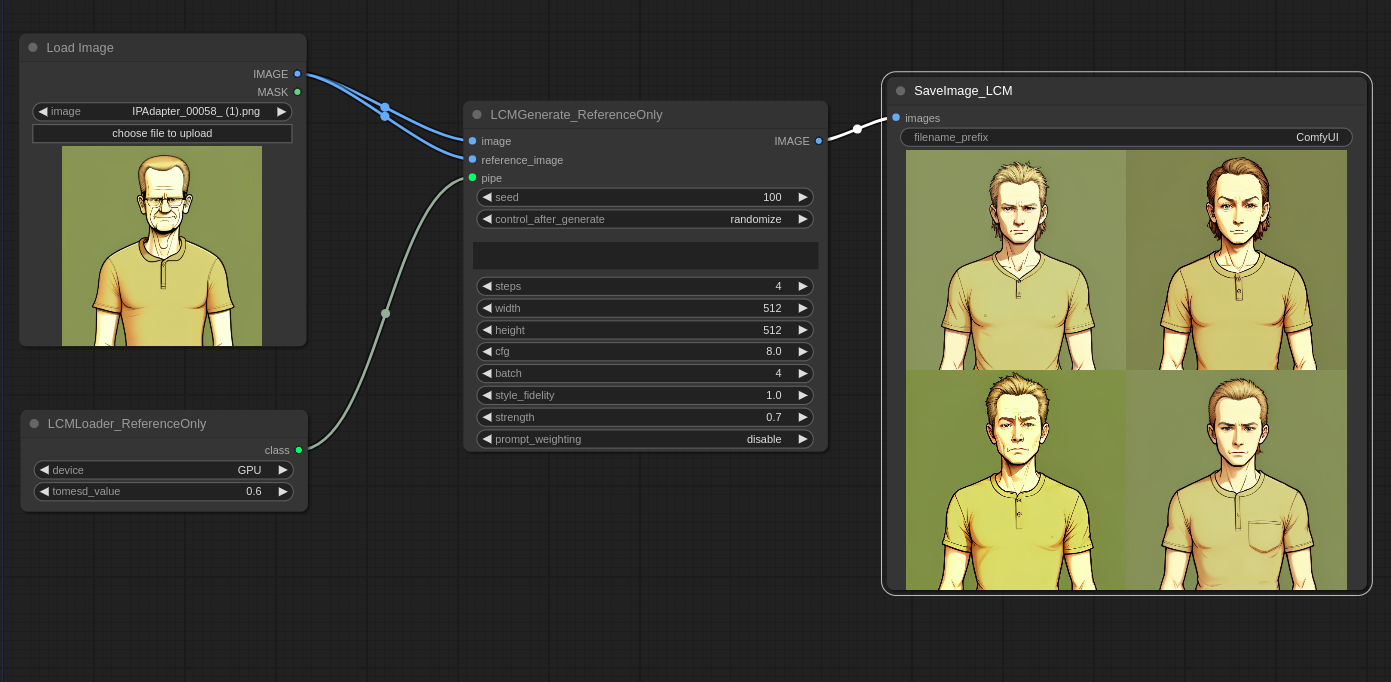 Load Image
IMAGE
MASK
image IPAdapter_00058_ (1).png
choose file to upload
LCMLoader_ReferenceOnly
class
device GPU
tomesd_value 0.6
LCMGenerate_ReferenceOnly
image IMAGE
reference_image
pipe
seed 100
control_after_generate randomize
steps 4
width 512
height 512
cfg 8.0
batch 4
style_fidelity 1.0
strength 0.7
prompt_weighting disable
SaveImage_LCM
images
filename_prefix ComfyUI